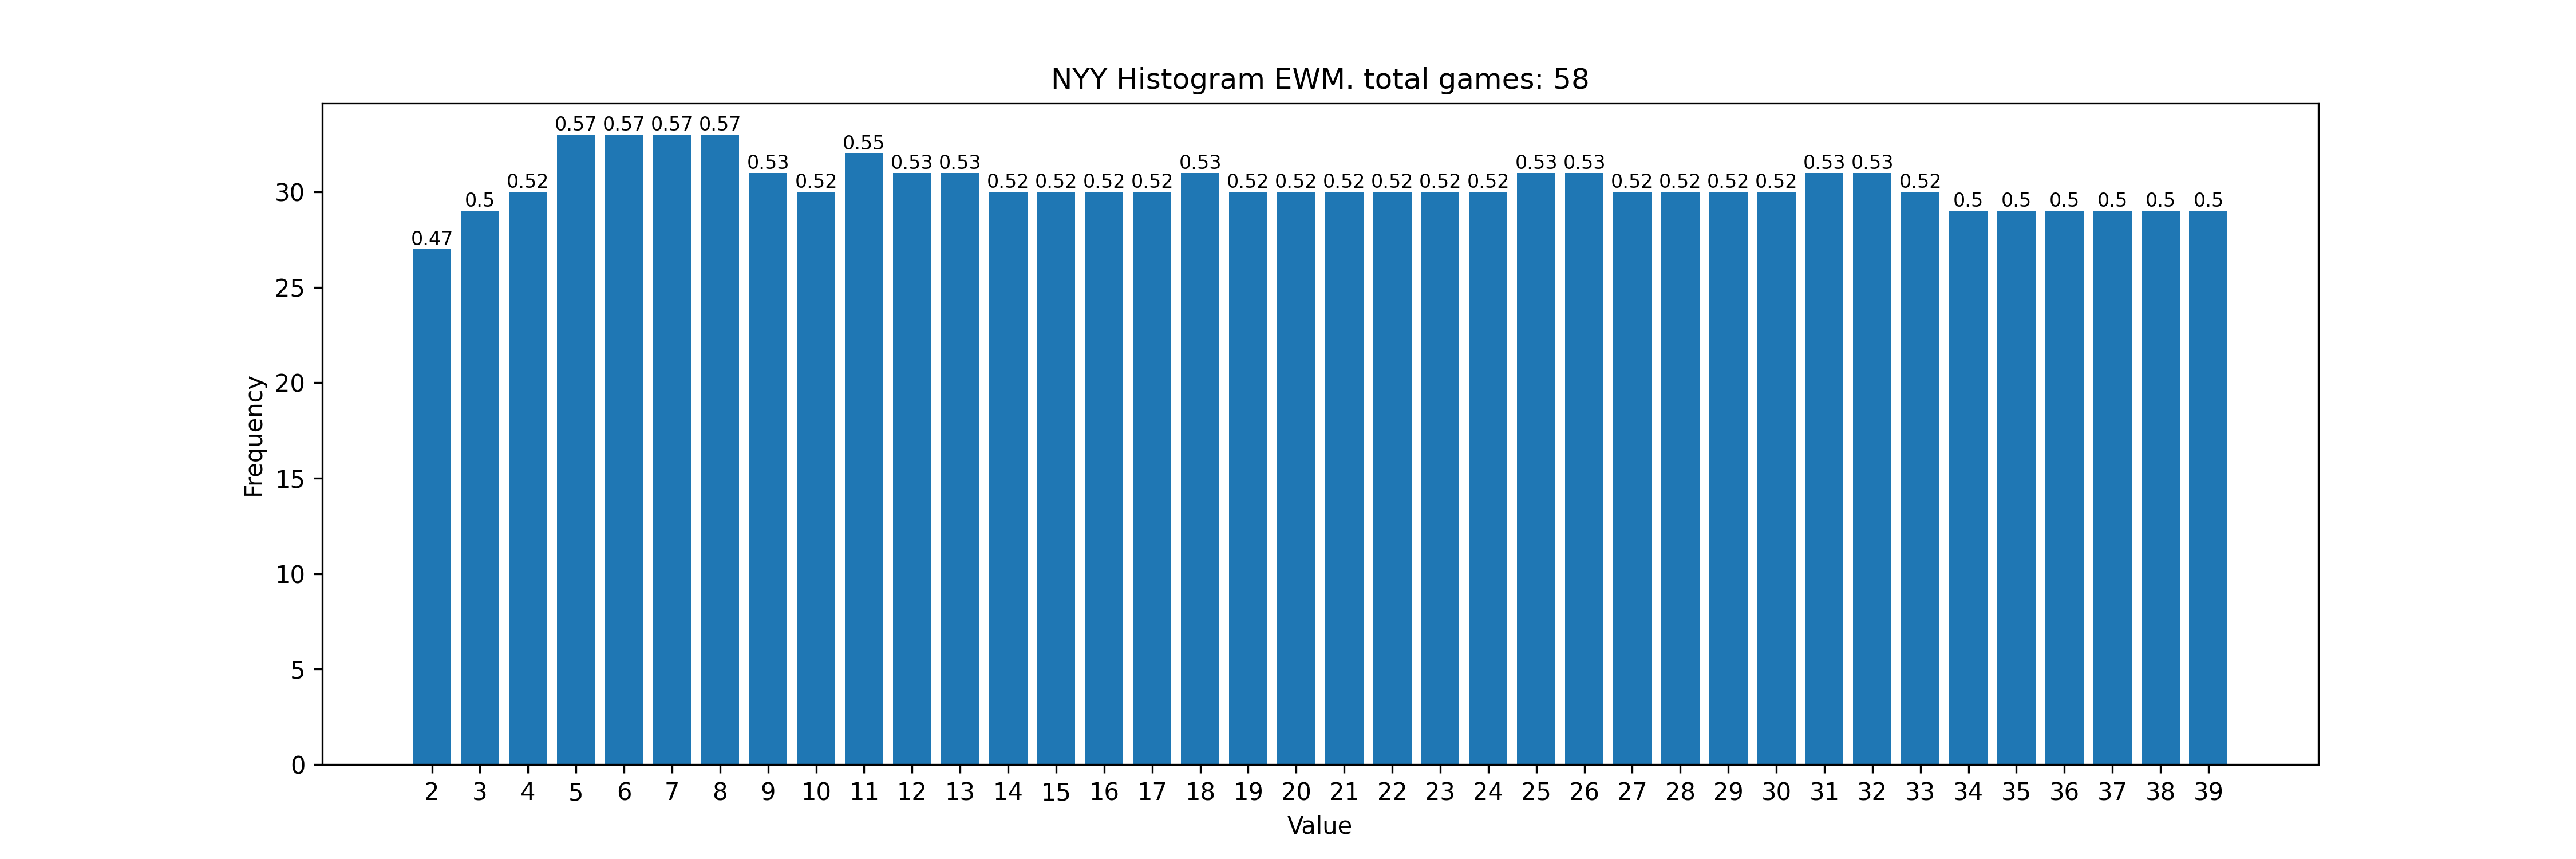 NYY Histogram EWM. total games: 58
0.57 0.57 0.57 0.57
0.55
0.53 0.53 0.53 0.53 0.53 0.53 0.53 0.53
0.52 0.52 0.52 0.52 0.52 0.52 0.52 0.52 0.52 0.52 0.52 0.52 0.52 0.52 0.52 0.52 0.52
0.5 0.5 0.5 0.5 0.5 0.5 0.5
0.47
30
25
20
15
10
5
0
Frequency
2 3 4 5 6 7 8 9 10 11 12 13 14 15 16 17 18 19 20 21 22 23 24 25 26 27 28 29 30 31 32 33 34 35 36 37 38 39
Value